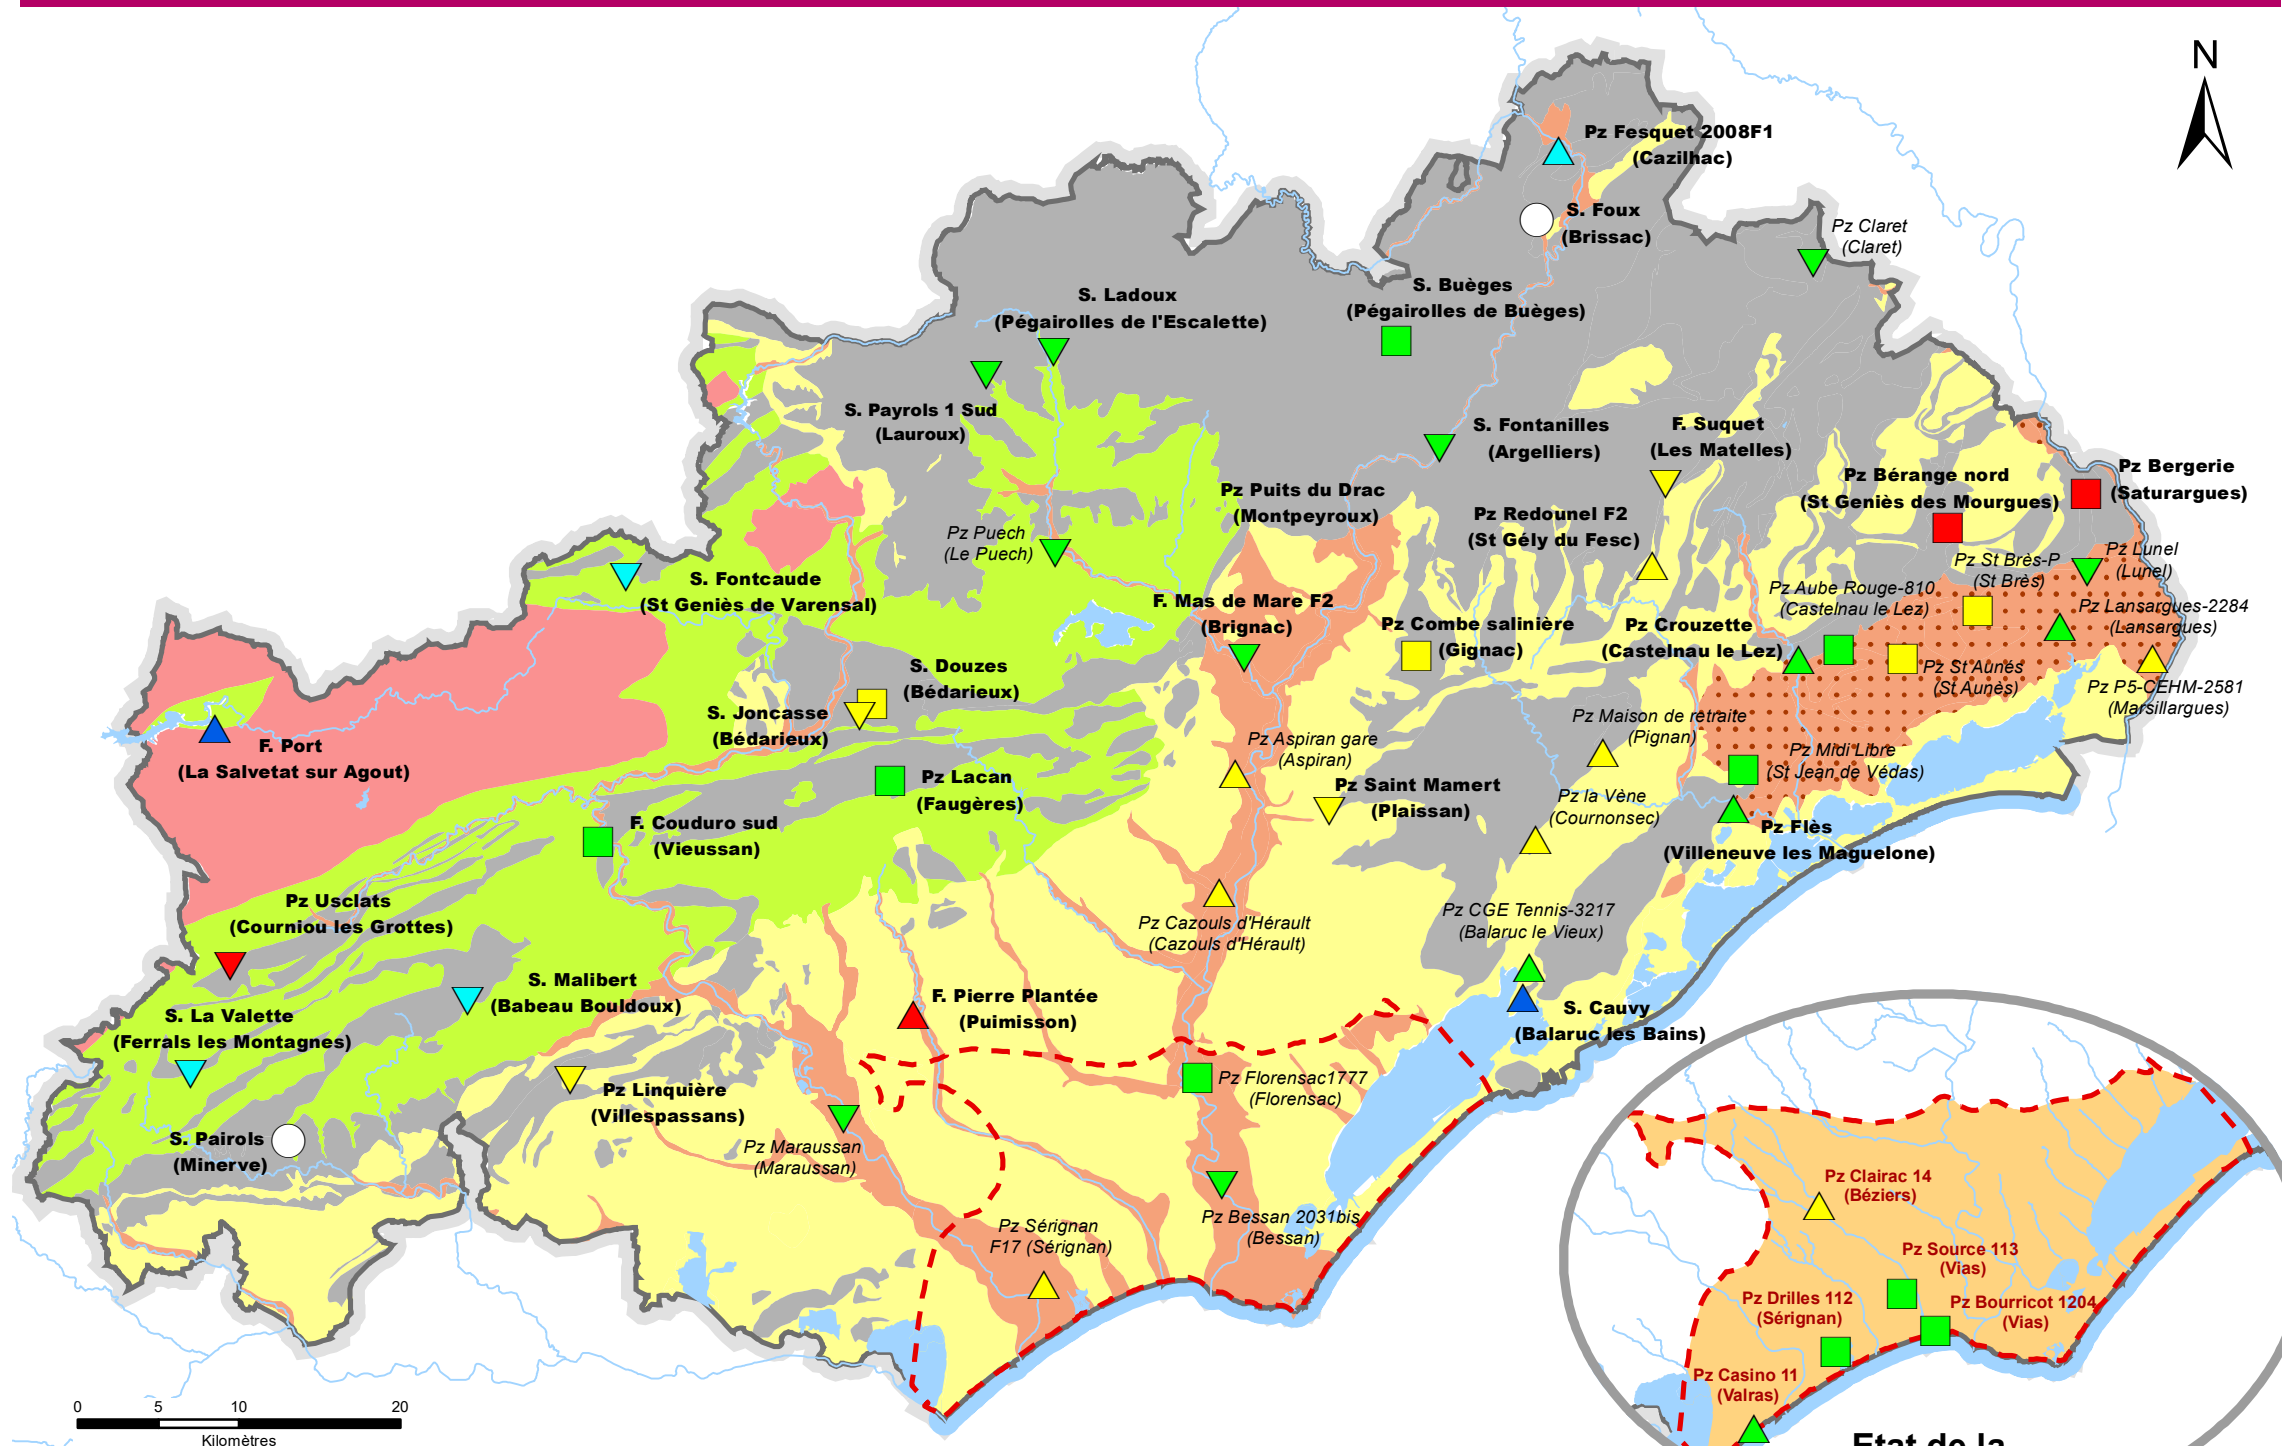 N
Pz Fesquet 2008F1
(Cazilhac)
S. Foux
(Brissac)
Pz Claret
(Claret)
S. Buèges
(Pégairolles de Buèges)
S. Ladoux
(Pégairolles de l'Escalette)
S. Payrols 1 Sud
(Lauroux)
S. Fontanilles
(Argelliers)
F. Suquet
(Les Matelles)
Pz Bérange nord
(St Geniès des Mourgues)
Pz Bergerie
(Saturargues)
Pz Puits du Drac
(Montpeyroux)
Pz Redounel F2
(St Gély du Fesc)
Pz Puech
(Le Puech)
Pz St Brès-P
(St Brès)
Pz Lunel
(Lunel)
S. Fontcaude
(St Geniès de Varensal)
F. Mas de Mare F2
(Brignac)
Pz Aube Rouge-810
(Castelnau le Lez)
Pz Lansargues-2284
(Lansargues)
Pz Combe salinière
(Gignac)
Pz Crouzette
(Castelnau le Lez)
S. Douzes
(Bédarieux)
Pz St Aunés
(St Aunès)
Pz P5-CEHM-2581
(Marsillargues)
S. Joncasse
(Bédarieux)
Pz Maison de retraite
(Pignan)
F. Port
(La Salvetat sur Agout)
Pz Aspiran gare
(Aspiran)
Pz Midi Libre
(St Jean de Védas)
Pz Lacan
(Faugères)
Pz Saint Mamert
(Plaissan)
Pz la Vène
(Cournonsec)
F. Couduro sud
(Vieussan)
Pz Flès
(Villeneuve les Maguelone)
Pz Usclats
(Courniou les Grottes)
Pz Cazouls d'Hérault
(Cazouls d'Hérault)
Pz CGE Tennis-3217
(Balaruc le Vieux)
S. Malibert
(Babeau Bouldoux)
F. Pierre Plantée
(Puimisson)
S. La Valette
(Ferrals les Montagnes)
S. Cauvy
(Balaruc les Bains)
Pz Linquière
(Villespassans)
Pz Florensac1777
(Florensac)
S. Pairols
(Minerve)
Pz Maraussan
(Maraussan)
Pz Clairac 14
(Béziers)
Pz Sérignan
F17 (Sérignan)
Pz Bessan 2031bis
(Bessan)
Pz Source 113
(Vias)
Pz Drilles 112
(Sérignan)
Pz Bourricot 1204
(Vias)
Pz Casino 11
(Valras)
0 5 10 20
Kilomètres
Etat de la